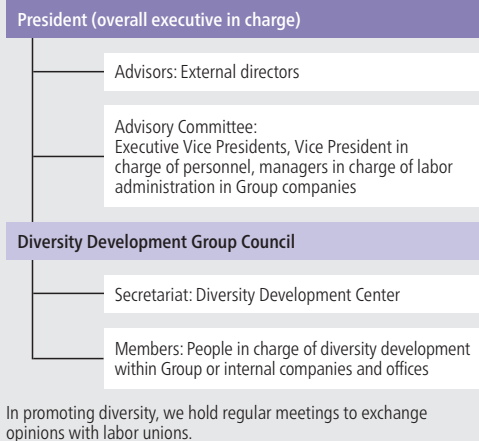 President (overall executive in charge)
Advisors: External directors
Advisory Committee:
Executive Vice Presidents, Vice President in
charge of personnel, managers in charge of labor
administration in Group companies
Diversity Development Group Council
Secretariat: Diversity Development Center
Members: People in charge of diversity development
within Group or internal companies and offices
In promoting diversity, we hold regular meetings to exchange
opinions with labor unions.